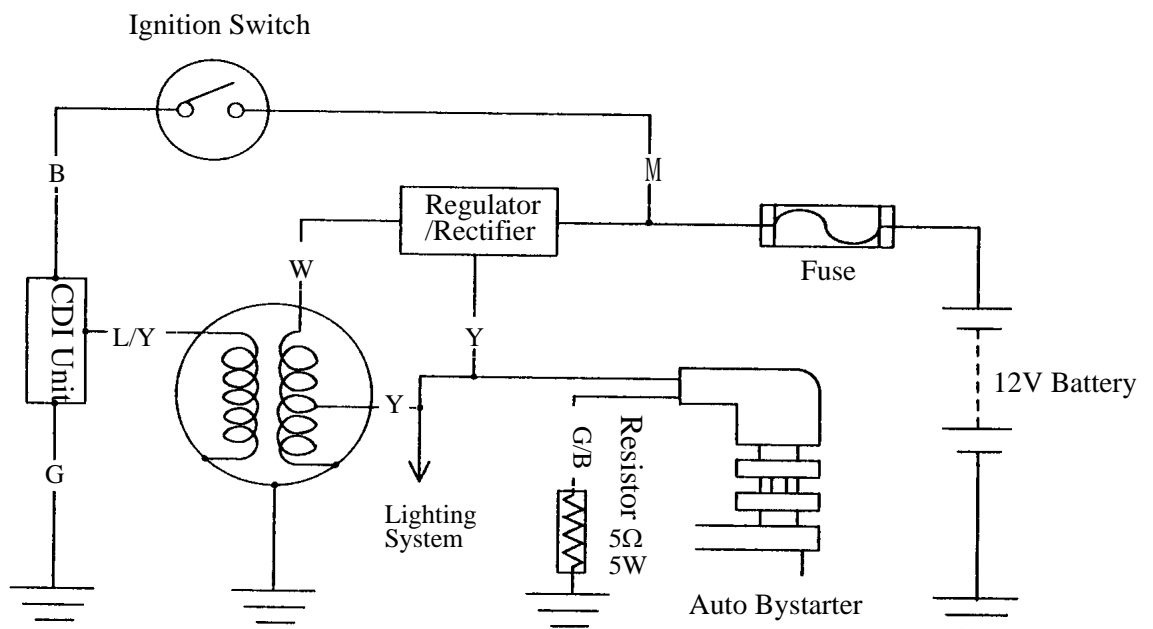 Ignition Switch
B
M
Regulator
/Rectifier
W
Fuse
CDI Unit
L/Y
Y
12V Battery
Y
G
G/B
Resistor
5Ω
5W
Lighting
System
Auto Bystarter